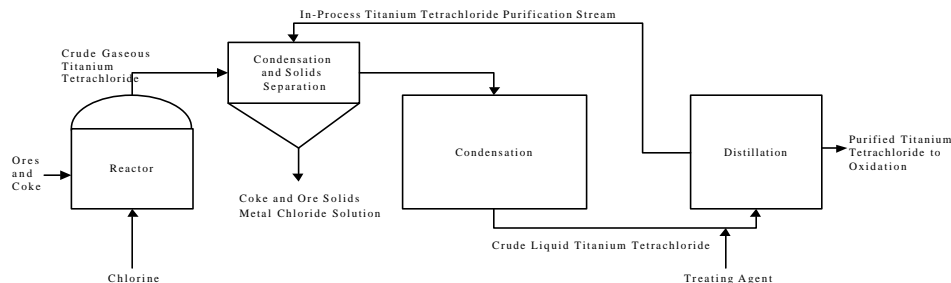 In-Process Titanium Tetrachloride Purification Stream
Crude Gaseous
Titanium
Tetrachloride
Condensation
and Solids
Separation
Ores
and
Coke
Reactor
Condensation
Distillation
Purified Titanium
Tetrachloride to
Oxidation
Coke and Ore Solids
Metal Chloride Solution
Crude Liquid Titanium Tetrachloride
Chlorine
Treating Agent